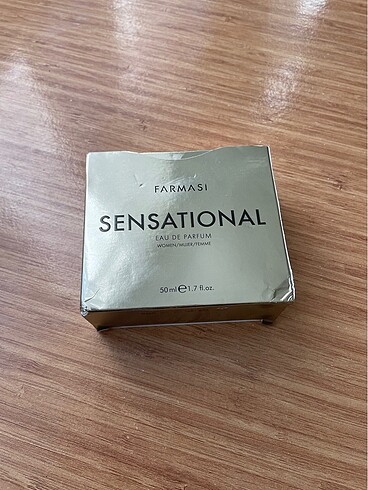 FARMASI
SENSATIONAL
EAU DE PARFUM
WOMEN/MUJER/FEMME
50 ml ℮ 1.7 fl.oz.